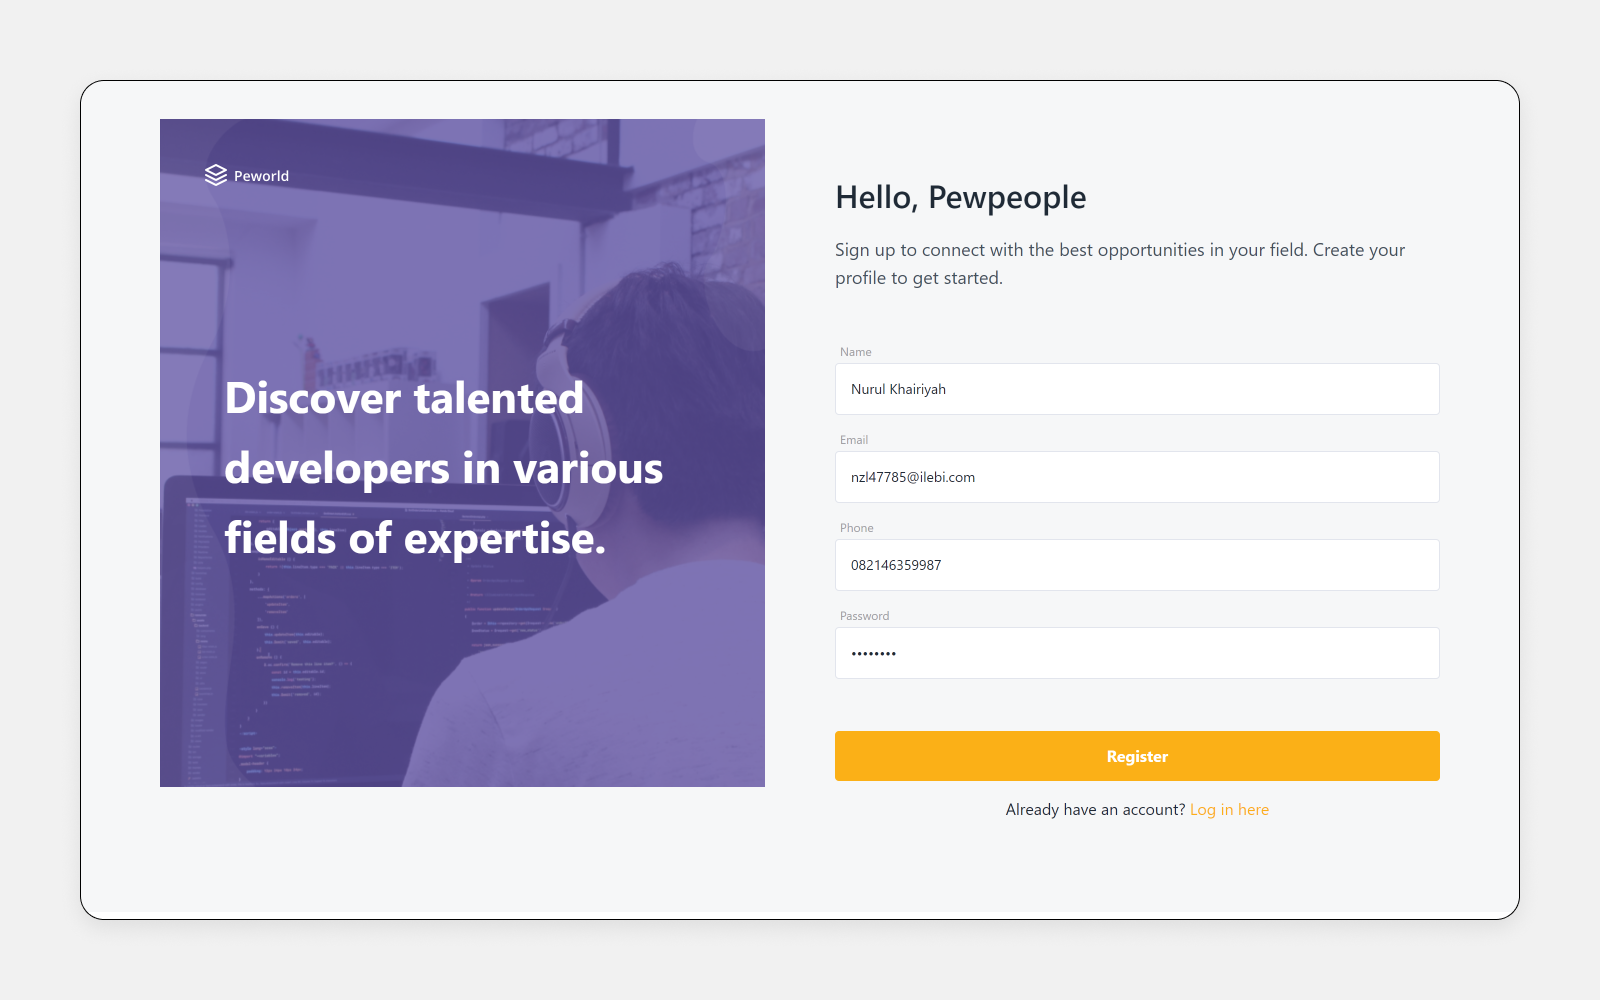 Peworld
Discover talented
developers in various
fields of expertise.
Hello, Pewpeople
Sign up to connect with the best opportunities in your field. Create your
profile to get started.
Name
Nurul Khairiyah
Email
nzl47785@ilebi.com
Phone
082146359987
Password
••••••••
Register
Already have an account? Log in here